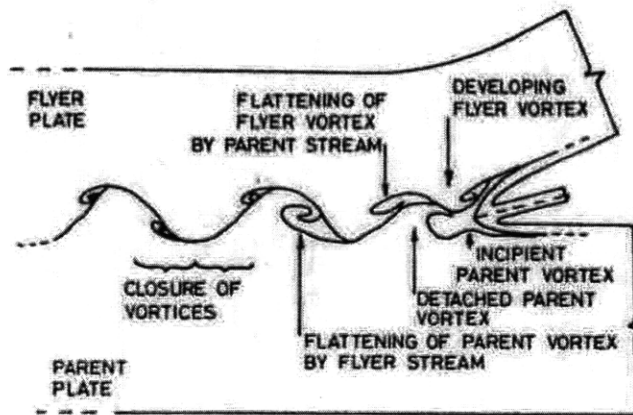 FLYER
PLATE
FLATTENING OF
FLYER VORTEX
BY PARENT STREAM
DEVELOPING
FLYER VORTEX
CLOSURE OF
VORTICES
INCIPIENT
PARENT VORTEX
DETACHED PARENT
VORTEX
FLATTENING OF PARENT VORTEX
BY FLYER STREAM
PARENT
PLATE